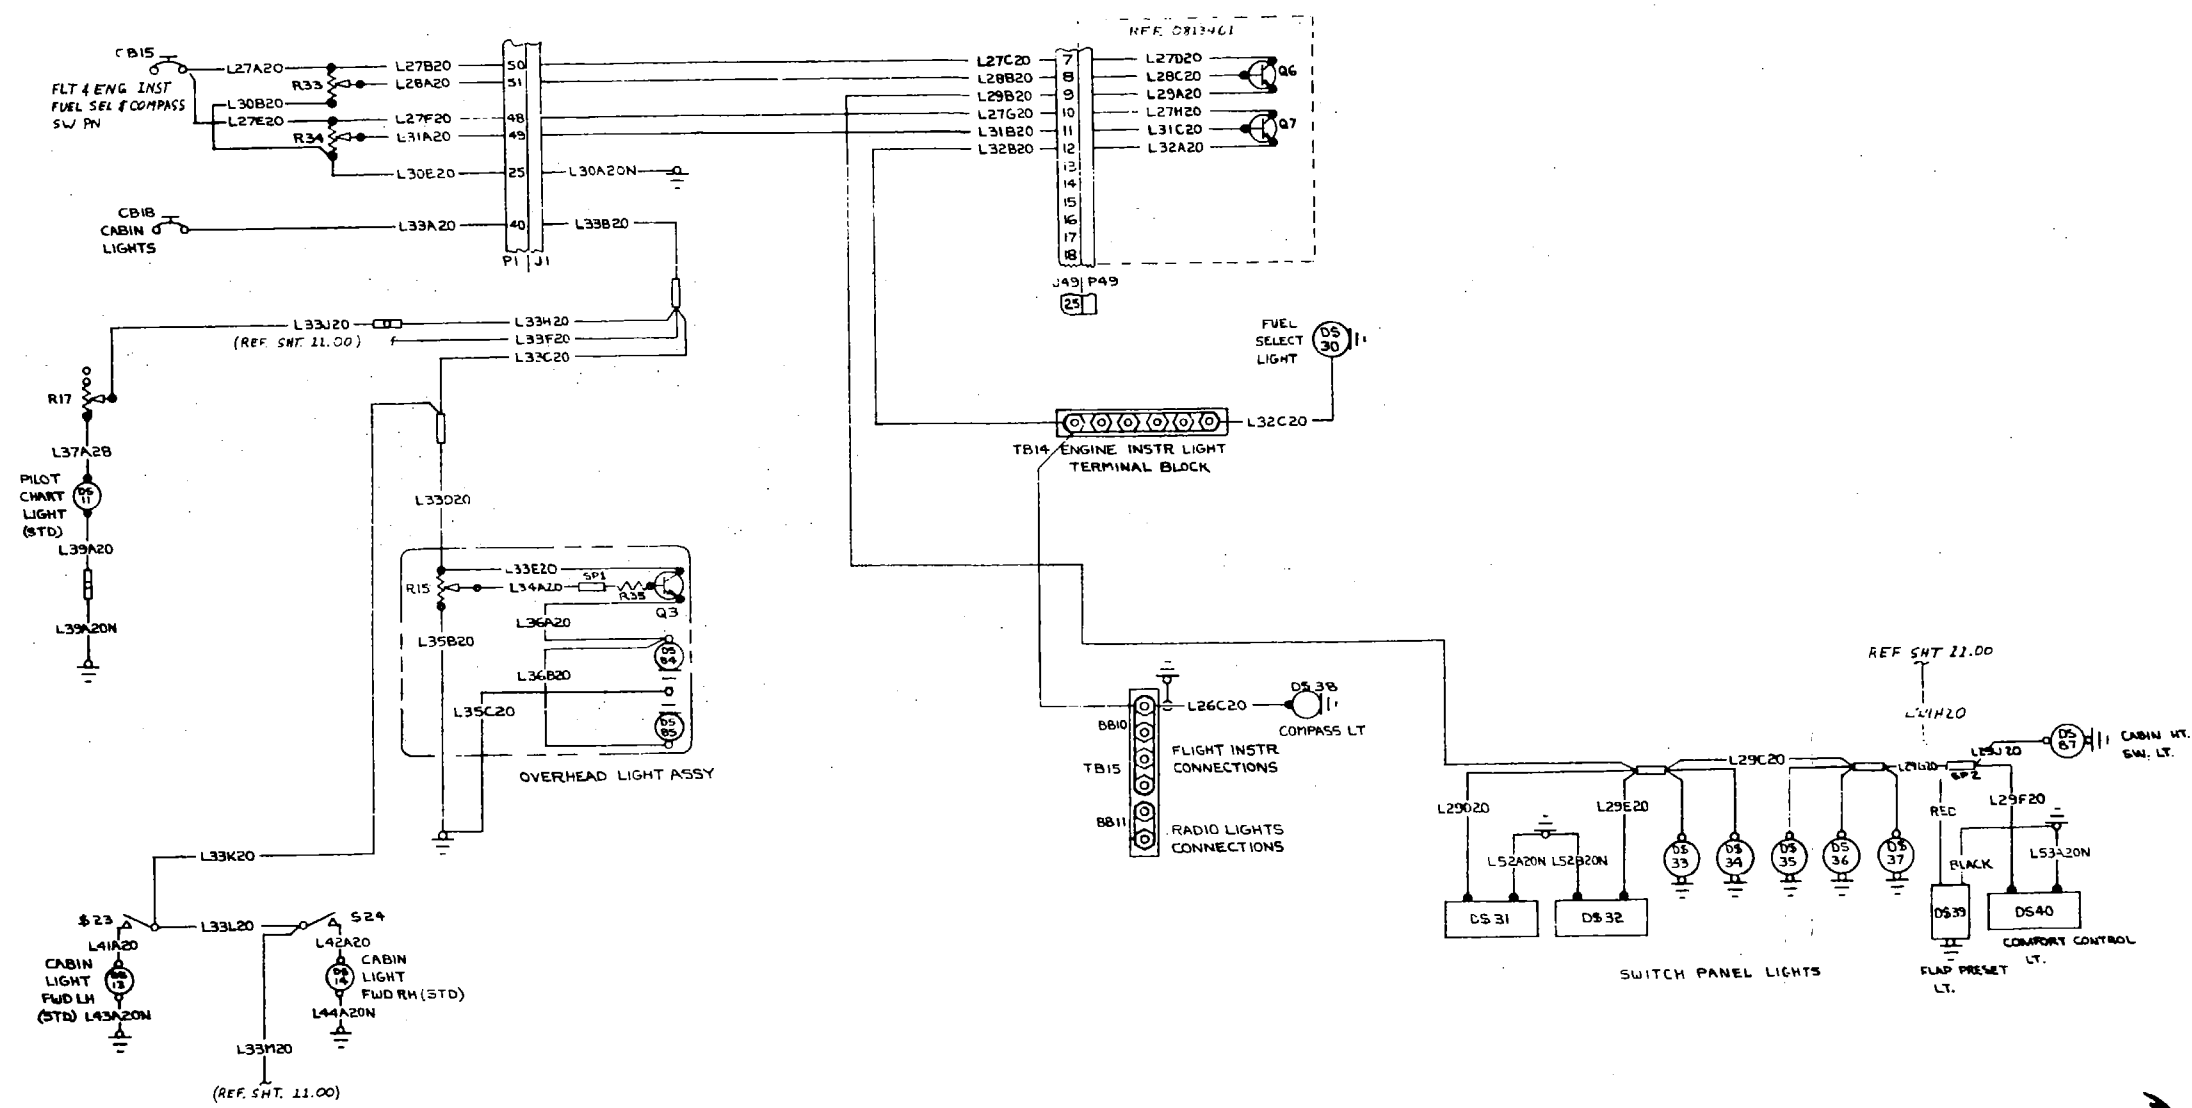 REF. 0813461
CB15
FLT & ENG INST
FUEL SEL & COMPASS
SW PN
L27A20
L27B20
50
L27C20
7
L27D20
R33
L28A20
51
L28B20
8
L28C20
Q6
L30B20
L29B20
9
L29A20
L27E20
L27F20
48
L27G20
10
L27H20
R34
L31A20
49
L31B20
11
L31C20
Q7
L32B20
12
L32A20
13
L30E20
25
L30A20N
14
15
16
17
18
CB18
CABIN
LIGHTS
L33A20
40
L33B20
P1 J1
J49 P49
25
L33J20
L33H20
(REF. SHT. 11.00)
L33F20
L33C20
FUEL
SELECT
LIGHT
DS
30
R17
L32C20
TB14 ENGINE INSTR LIGHT
TERMINAL BLOCK
L37A28
PILOT
CHART
LIGHT
(STD)
DS
11
L33D20
L39A20
L39A20N
R15
L33E20
L34A20
SP1
R35
Q3
L36A20
L35B20
DS
84
L36B20
L35C20
DS
85
OVERHEAD LIGHT ASSY
BB10
L26C20
DS 38
COMPASS LT
TB15
FLIGHT INSTR
CONNECTIONS
BB11
RADIO LIGHTS
CONNECTIONS
REF SHT 11.00
DS
87
CABIN HT.
SW. LT.
L29J20
L29C20
SP2
L29D20
L29E20
L29F20
RED
L52A20N
L52B20N
DS
33
DS
34
DS
35
DS
36
DS
37
BLACK
L53A20N
DS31
DS32
DS39
DS40
COMFORT CONTROL
LT.
FLAP PRESET
LT.
SWITCH PANEL LIGHTS
L33K20
S23
L33L20
S24
L41A20
L42A20
CABIN
LIGHT
FWD LH
(STD)
DS
13
L43A20N
DS
14
CABIN
LIGHT
FWD RH (STD)
L44A20N
L33M20
(REF. SHT. 11.00)